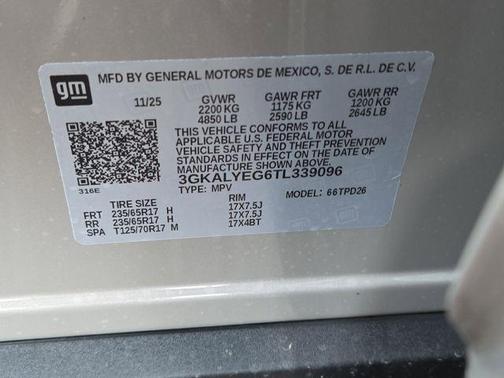 gm
MFD BY GENERAL MOTORS DE MEXICO, S. DE R.L. DE C.V.
11/25 GVWR GAWR FRT GAWR RR
2200 KG 1175 KG 1200 KG
4850 LB 2590 LB 2645 LB
THIS VEHICLE CONFORMS TO ALL
APPLICABLE U.S. FEDERAL MOTOR
VEHICLE SAFETY AND THEFT PREVENTION
STANDARDS IN EFFECT ON THE DATE OF
MANUFACTURE SHOWN ABOVE.
3GKALYEG6TL339096
316E TYPE: MPV MODEL: 66TPD26
TIRE SIZE RIM
FRT 235/65R17 H 17X7.5J
RR 235/65R17 H 17X7.5J
SPA T125/70R17 M 17X4BT